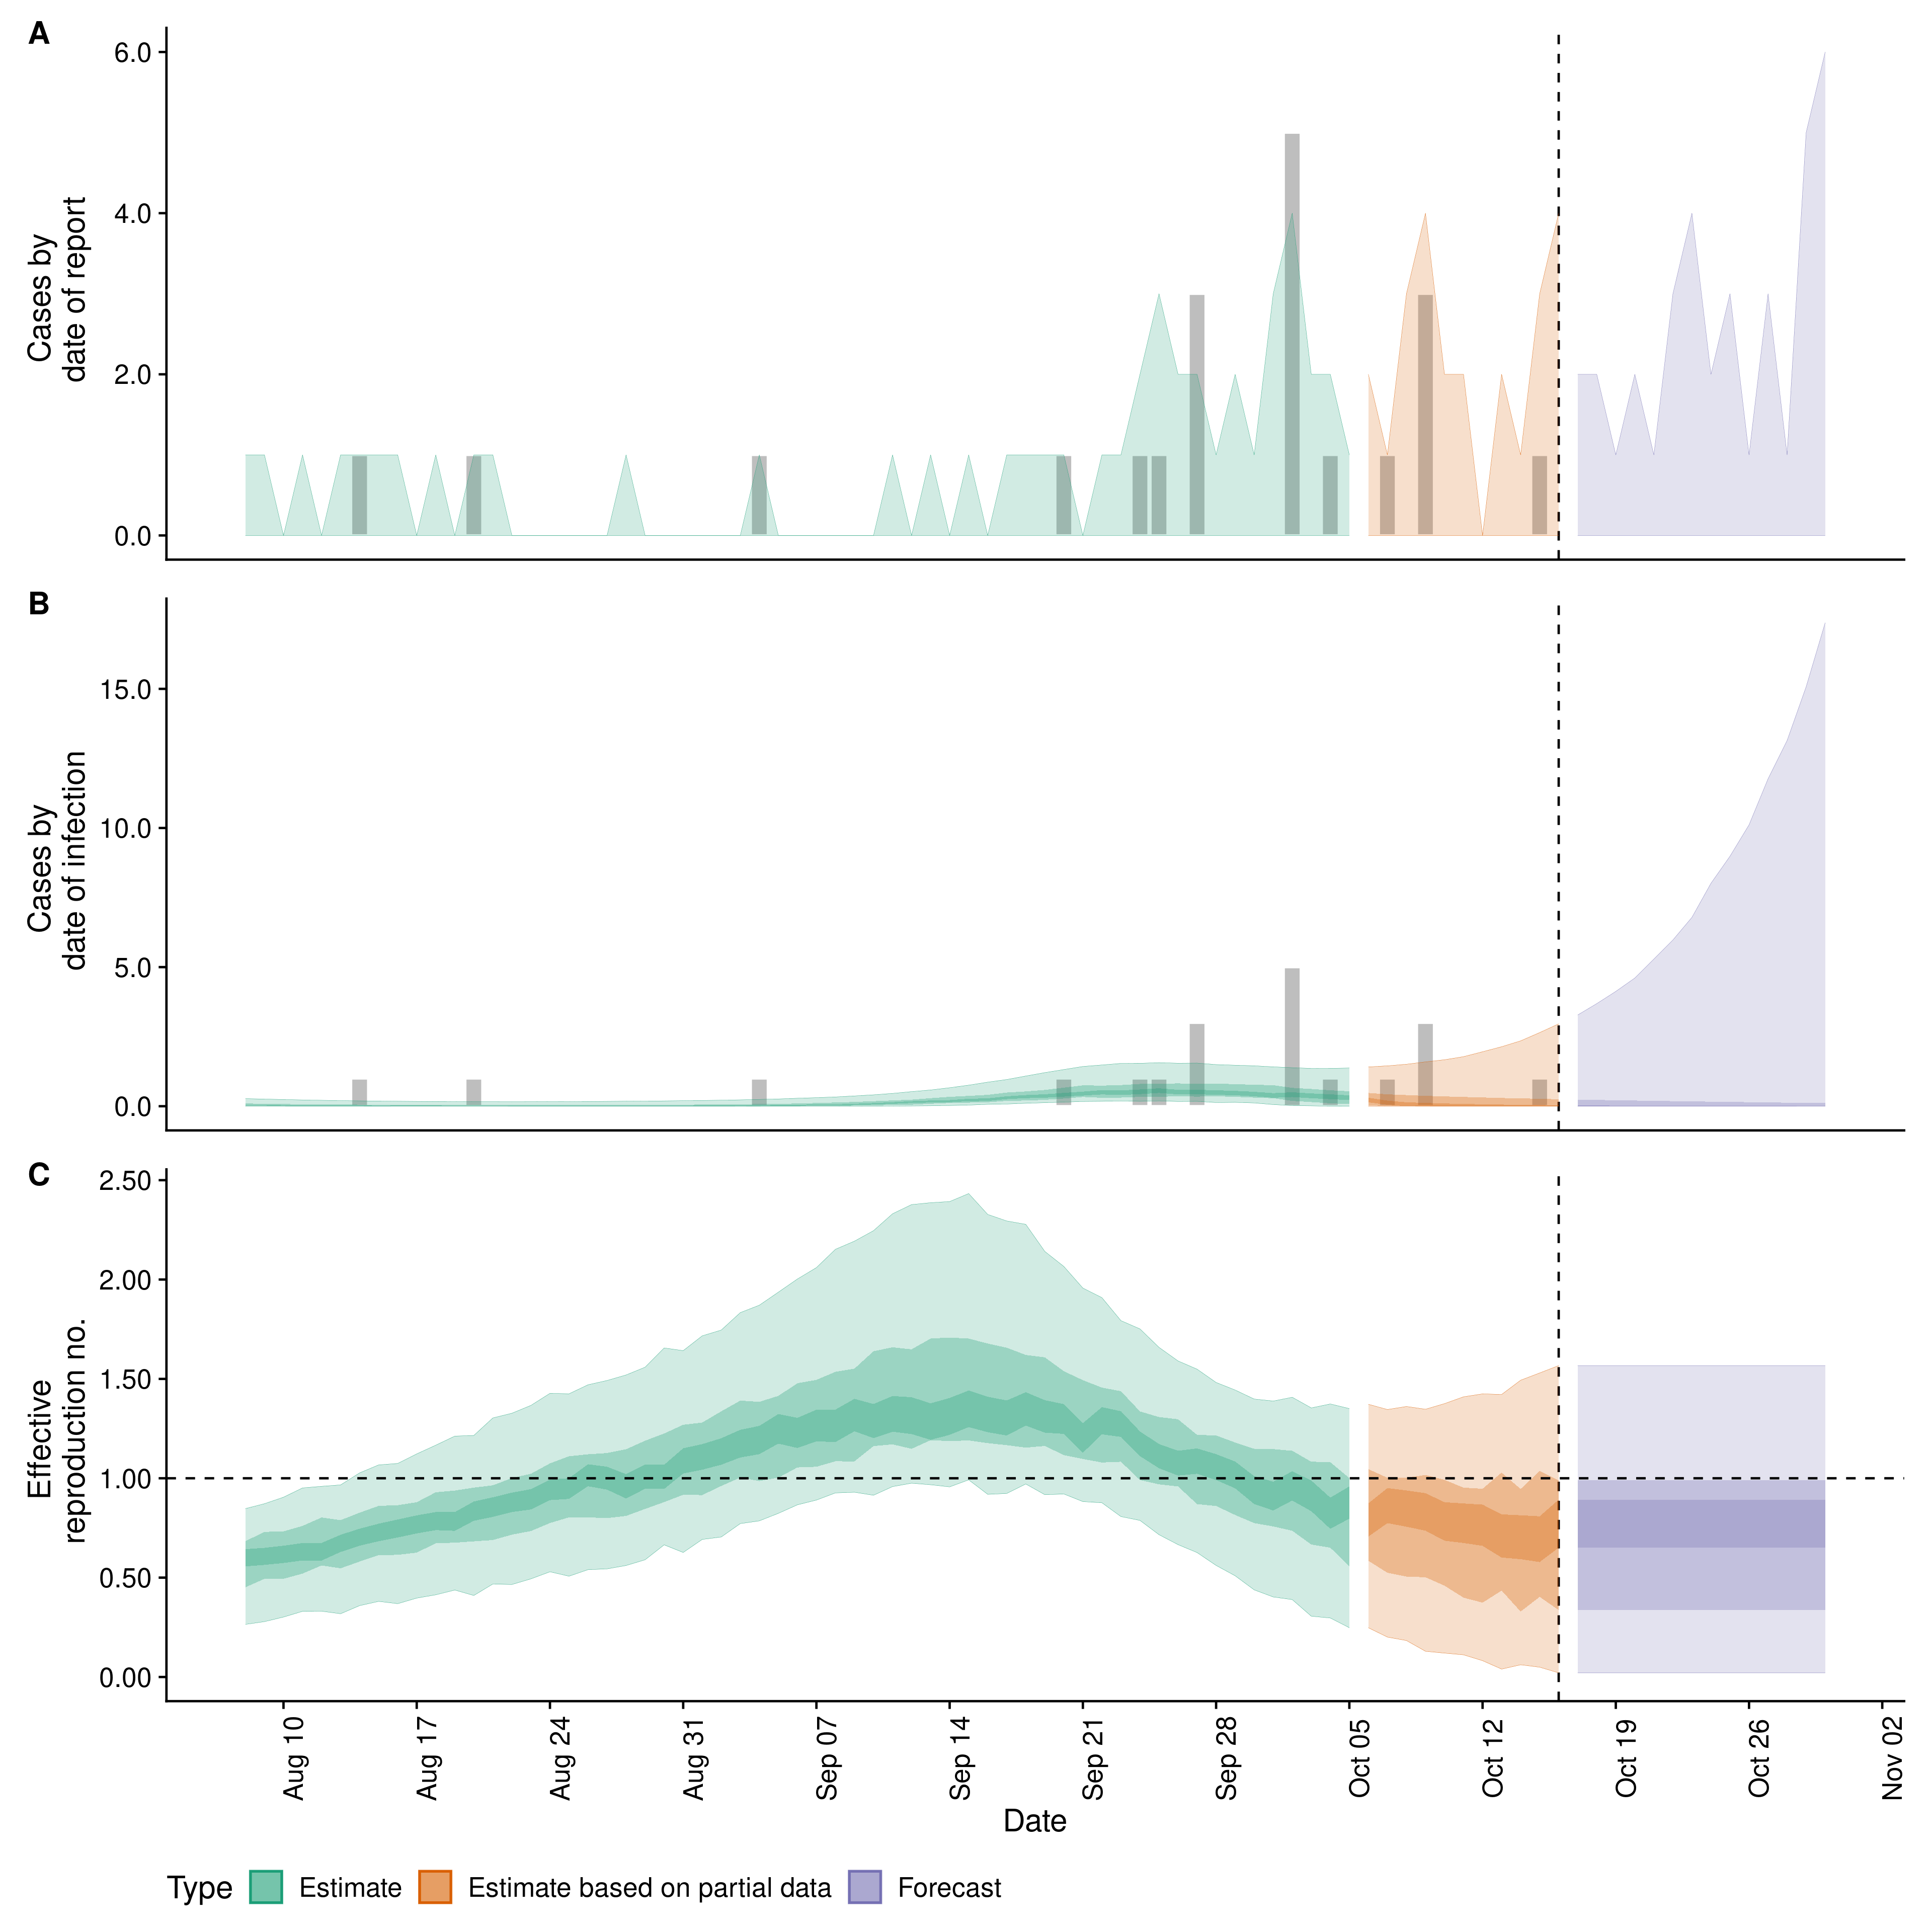 A
6.0
4.0
2.0
0.0
Cases by
date of report
B
15.0
10.0
5.0
0.0
Cases by
date of infection
C
2.50
2.00
1.50
1.00
0.50
0.00
Effective
reproduction no.
Aug 10
Aug 17
Aug 24
Aug 31
Sep 07
Sep 14
Sep 21
Sep 28
Oct 05
Oct 12
Oct 19
Oct 26
Nov 02
Date
Type Estimate Estimate based on partial data Forecast